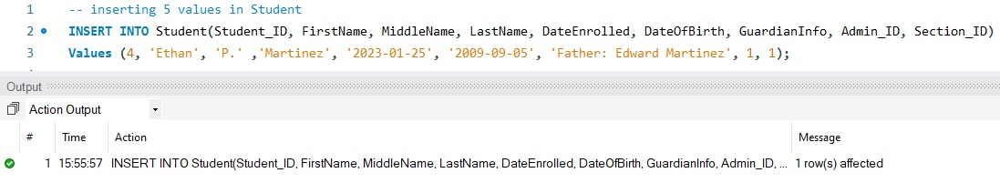 1 -- inserting 5 values in Student
2 INSERT INTO Student(Student_ID, FirstName, MiddleName, LastName, DateEnrolled, DateOfBirth, GuardianInfo, Admin_ID, Section_ID)
3 Values (4, 'Ethan', 'P.' ,'Martinez', '2023-01-25', '2009-09-05', 'Father: Edward Martinez', 1, 1);
Output
Action Output
# Time Action Message
1 15:55:57 INSERT INTO Student(Student_ID, FirstName, MiddleName, LastName, DateEnrolled, DateOfBirth, GuardianInfo, Admin_ID, ... 1 row(s) affected